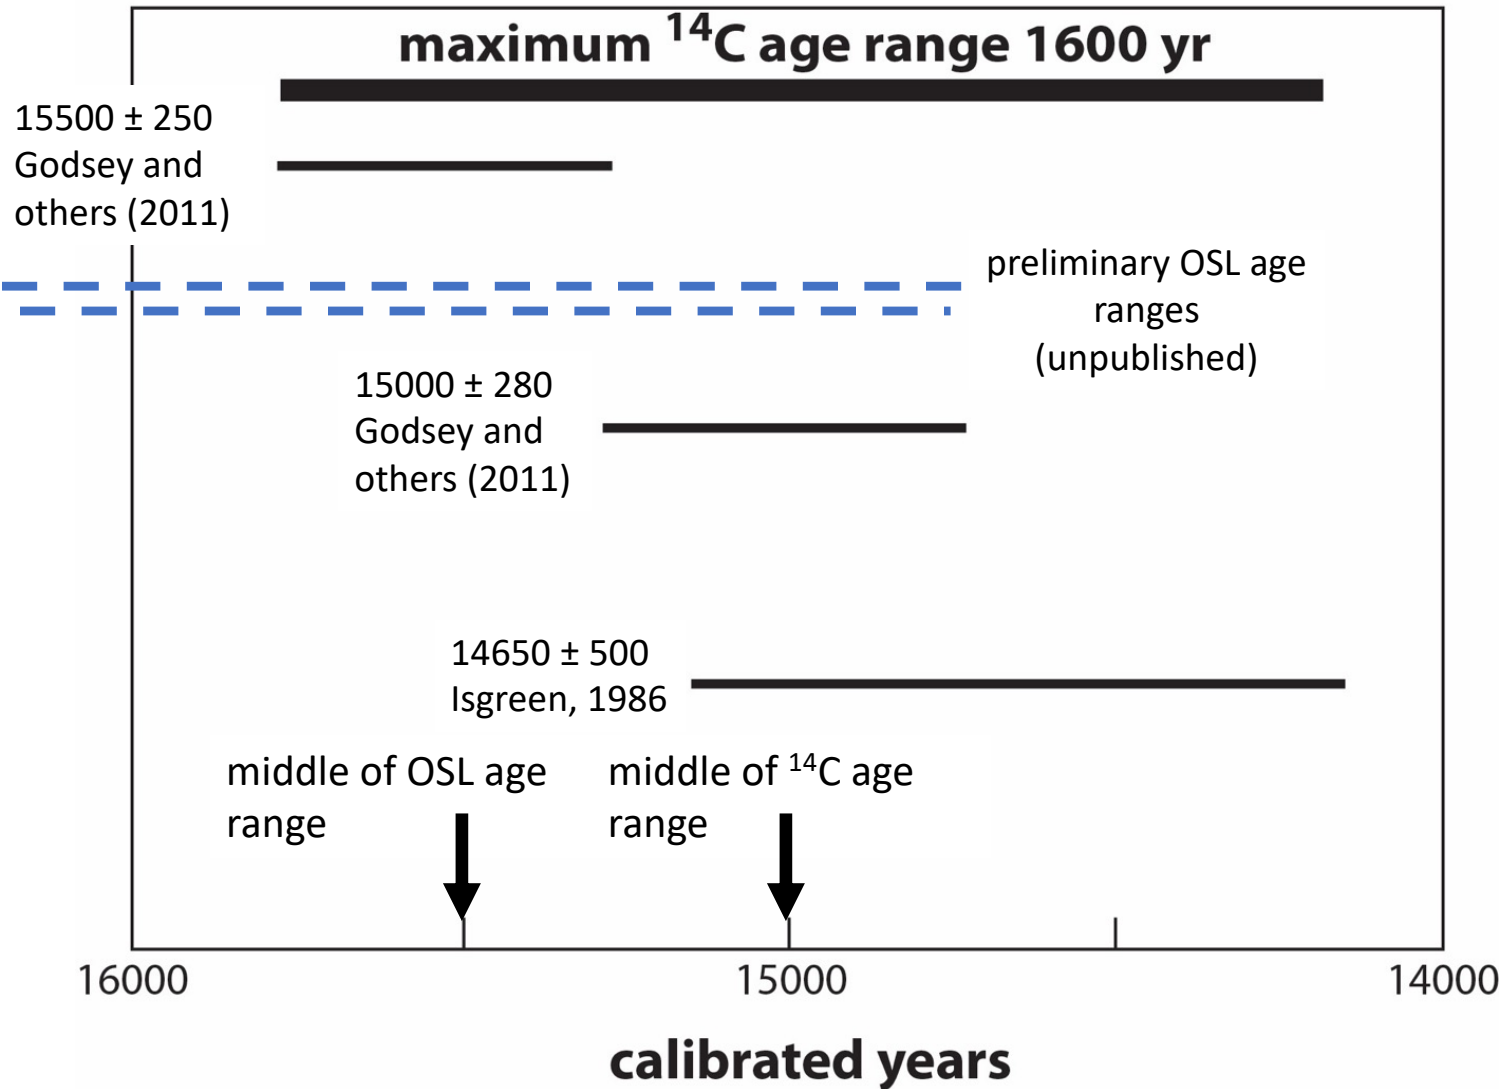 maximum ¹⁴C age range 1600 yr
15500 ± 250
Godsey and
others (2011)
preliminary OSL age
ranges
(unpublished)
15000 ± 280
Godsey and
others (2011)
14650 ± 500
Isgreen, 1986
middle of OSL age
range
middle of ¹⁴C age
range
16000
15000
14000
calibrated years